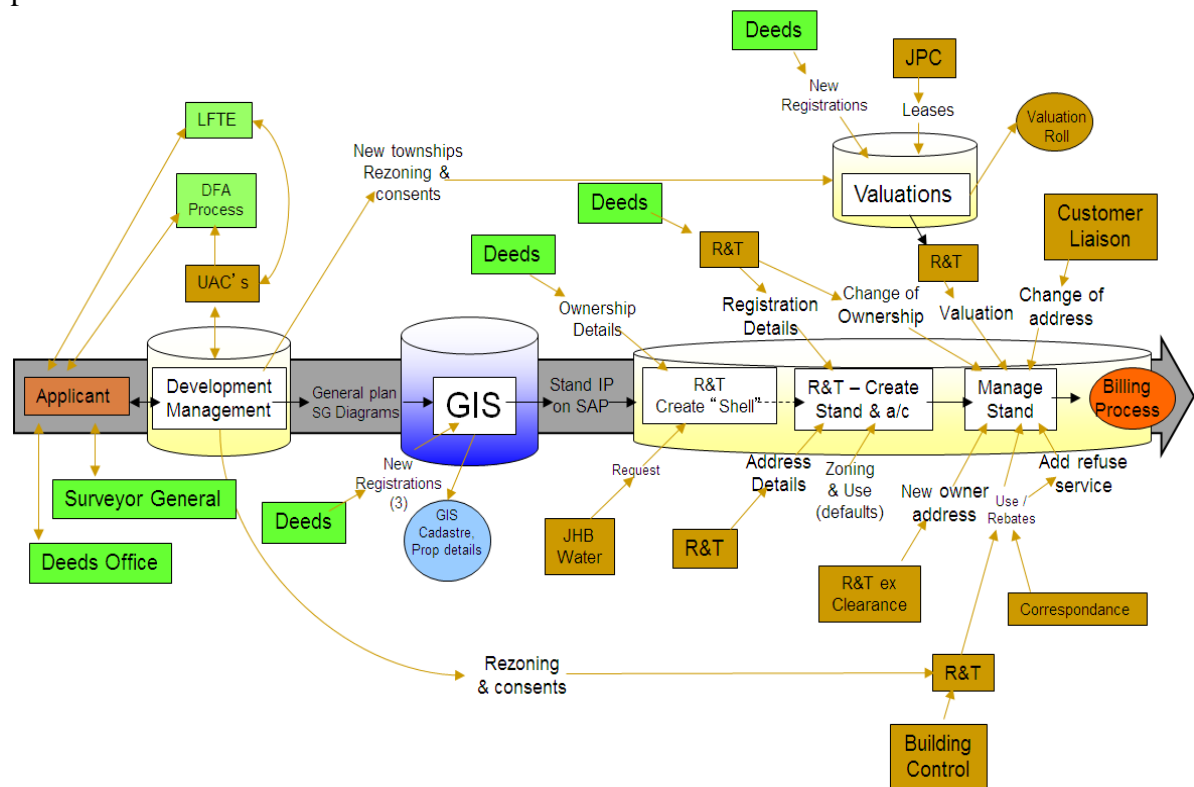 Deeds
JPC
New
Registrations
Leases
Valuation
Roll
LFTE
New townships
Rezoning &
consents
DFA
Process
Valuations
Deeds
Customer
Liaison
R&T
R&T
UAC's
Deeds
Ownership
Details
Registration
Details
Change of
Ownership
Valuation
Change of
address
Applicant
Development
Management
General plan
SG Diagrams
GIS
Stand IP
on SAP
R&T
Create “Shell”
R&T – Create
Stand & a/c
Manage
Stand
Billing
Process
New
Registrations
(3)
Request
Address
Details
Zoning
& Use
(defaults)
New owner
address
Use /
Rebates
Add refuse
service
Surveyor General
Deeds
GIS
Cadastre,
Prop details
JHB
Water
R&T
Deeds Office
R&T ex
Clearance
Correspondance
Rezoning
& consents
R&T
Building
Control